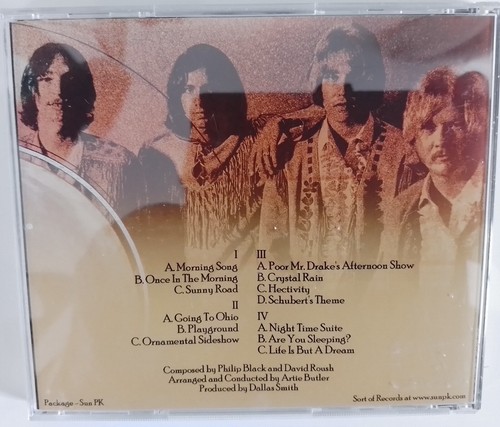 I
A. Morning Song
B. Once In The Morning
C. Sunny Road
II
A. Going To Ohio
B. Playground
C. Ornamental Sideshow
III
A. Poor Mr. Drake's Afternoon Show
B. Crystal Rain
C. Hectivity
D. Schubert's Theme
IV
A. Night Time Suite
B. Are You Sleeping?
C. Life Is But A Dream
Composed by Philip Black and David Roush
Arranged and Conducted by Artie Butler
Produced by Dallas Smith
Package - Sun PK
Sort of Records at www.sunpk.com